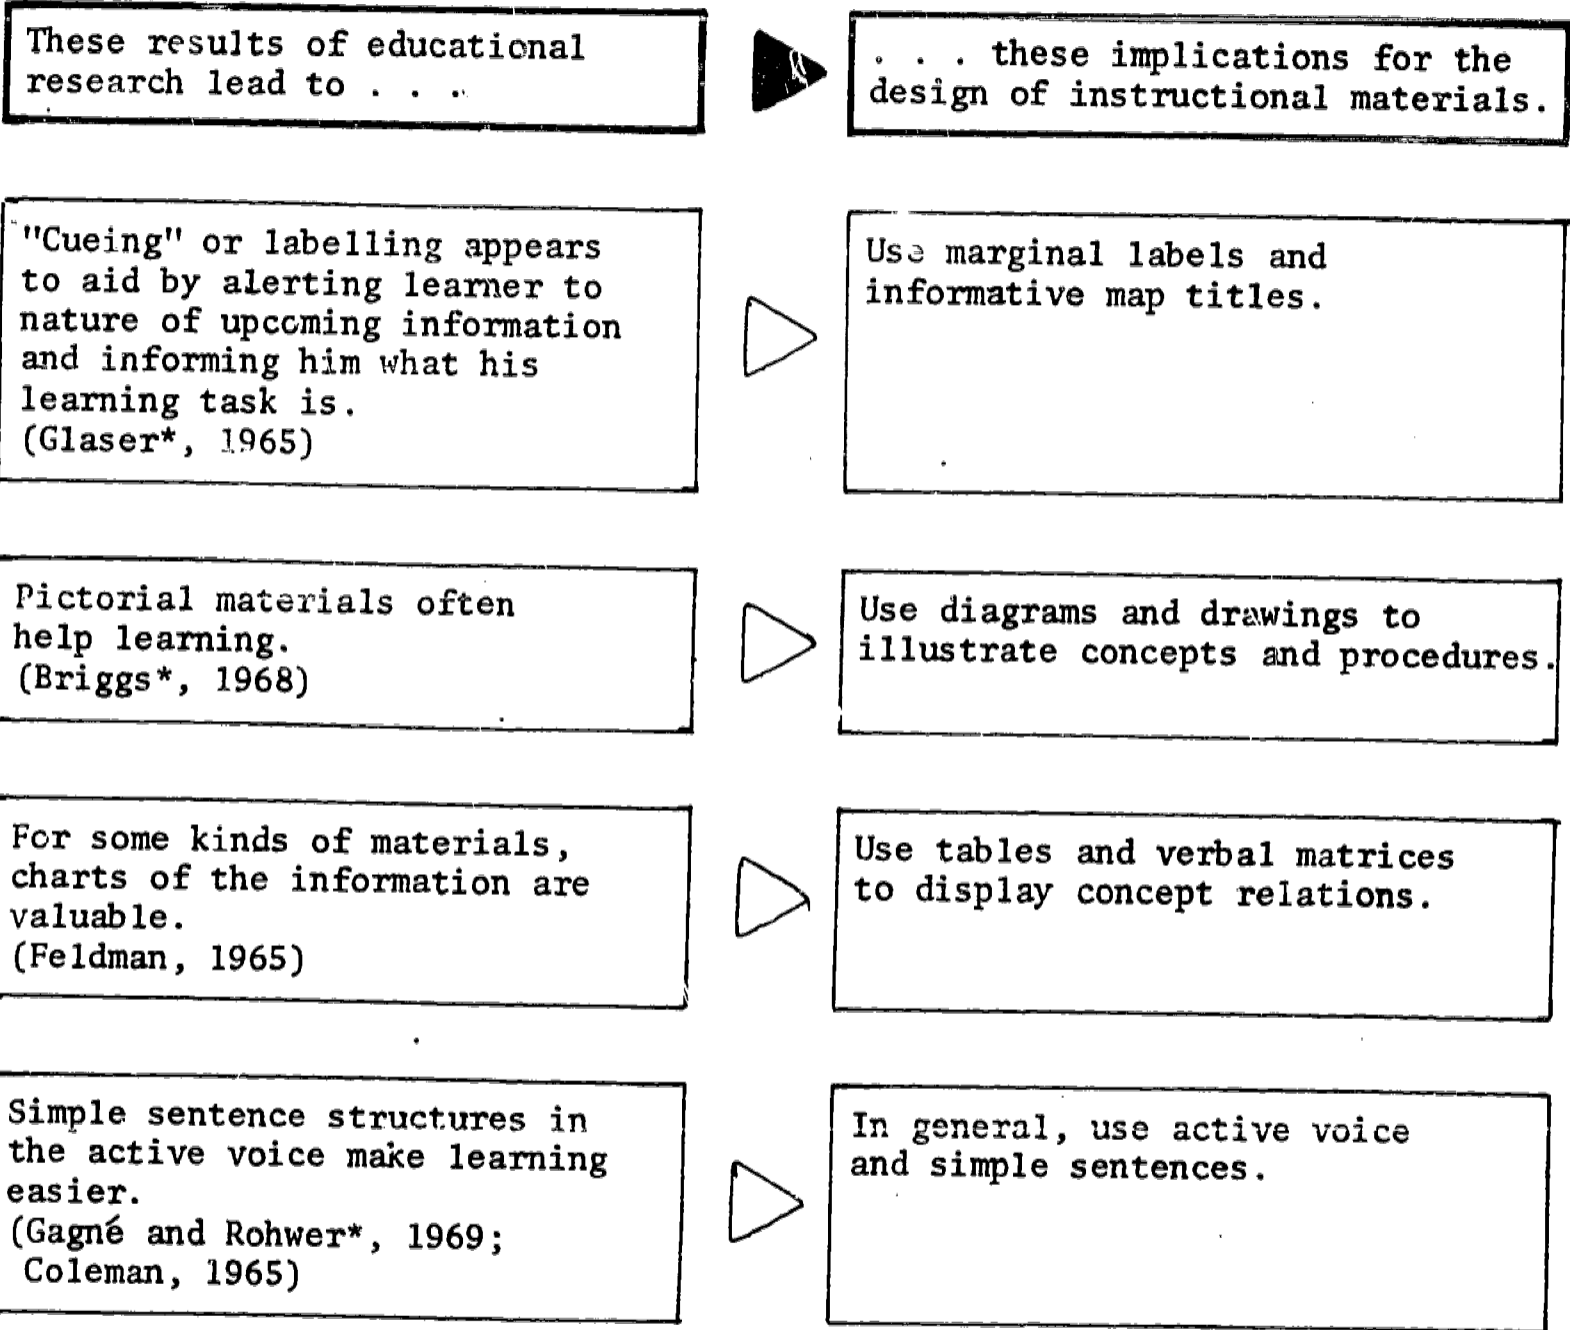 These results of educational
research lead to . . .
. . . these implications for the
design of instructional materials.
"Cueing" or labelling appears
to aid by alerting learner to
nature of upcoming information
and informing him what his
learning task is.
(Glaser*, 1965)
Use marginal labels and
informative map titles.
Pictorial materials often
help learning.
(Briggs*, 1968)
Use diagrams and drawings to
illustrate concepts and procedures.
For some kinds of materials,
charts of the information are
valuable.
(Feldman, 1965)
Use tables and verbal matrices
to display concept relations.
Simple sentence structures in
the active voice make learning
easier.
(Gagné and Rohwer*, 1969;
Coleman, 1965)
In general, use active voice
and simple sentences.